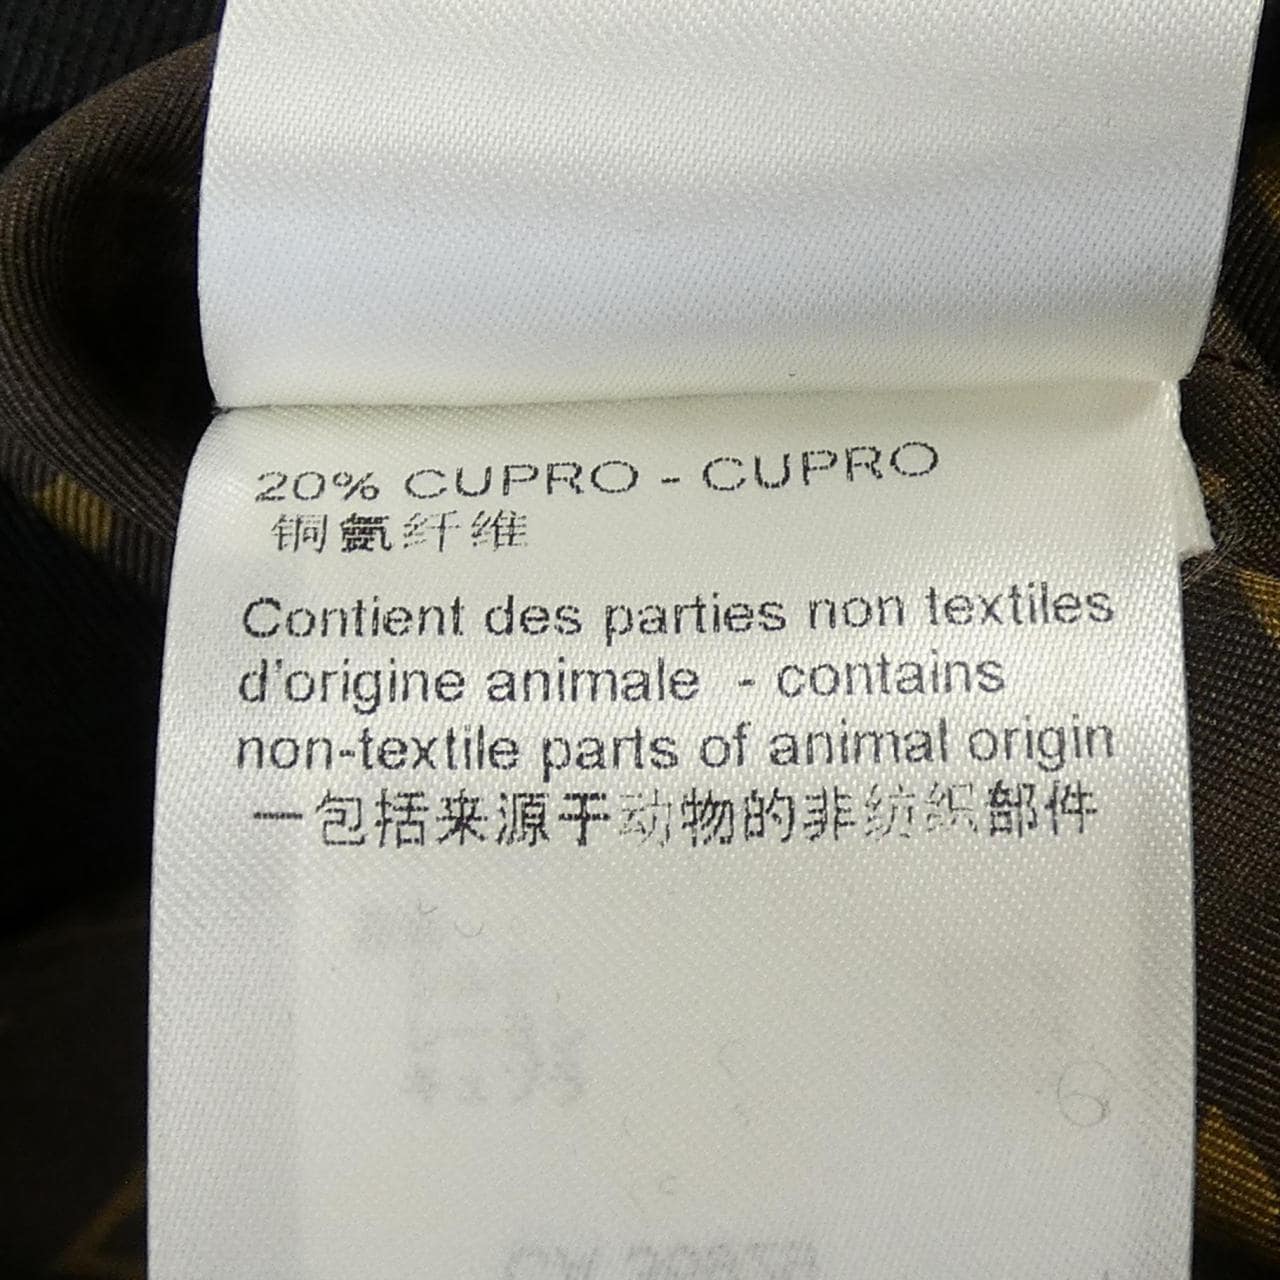 20% CUPRO - CUPRO
铜氨纤维
Contient des parties non textiles
d'origine animale - contains
non-textile parts of animal origin
一包括来源于动物的非纺织部件